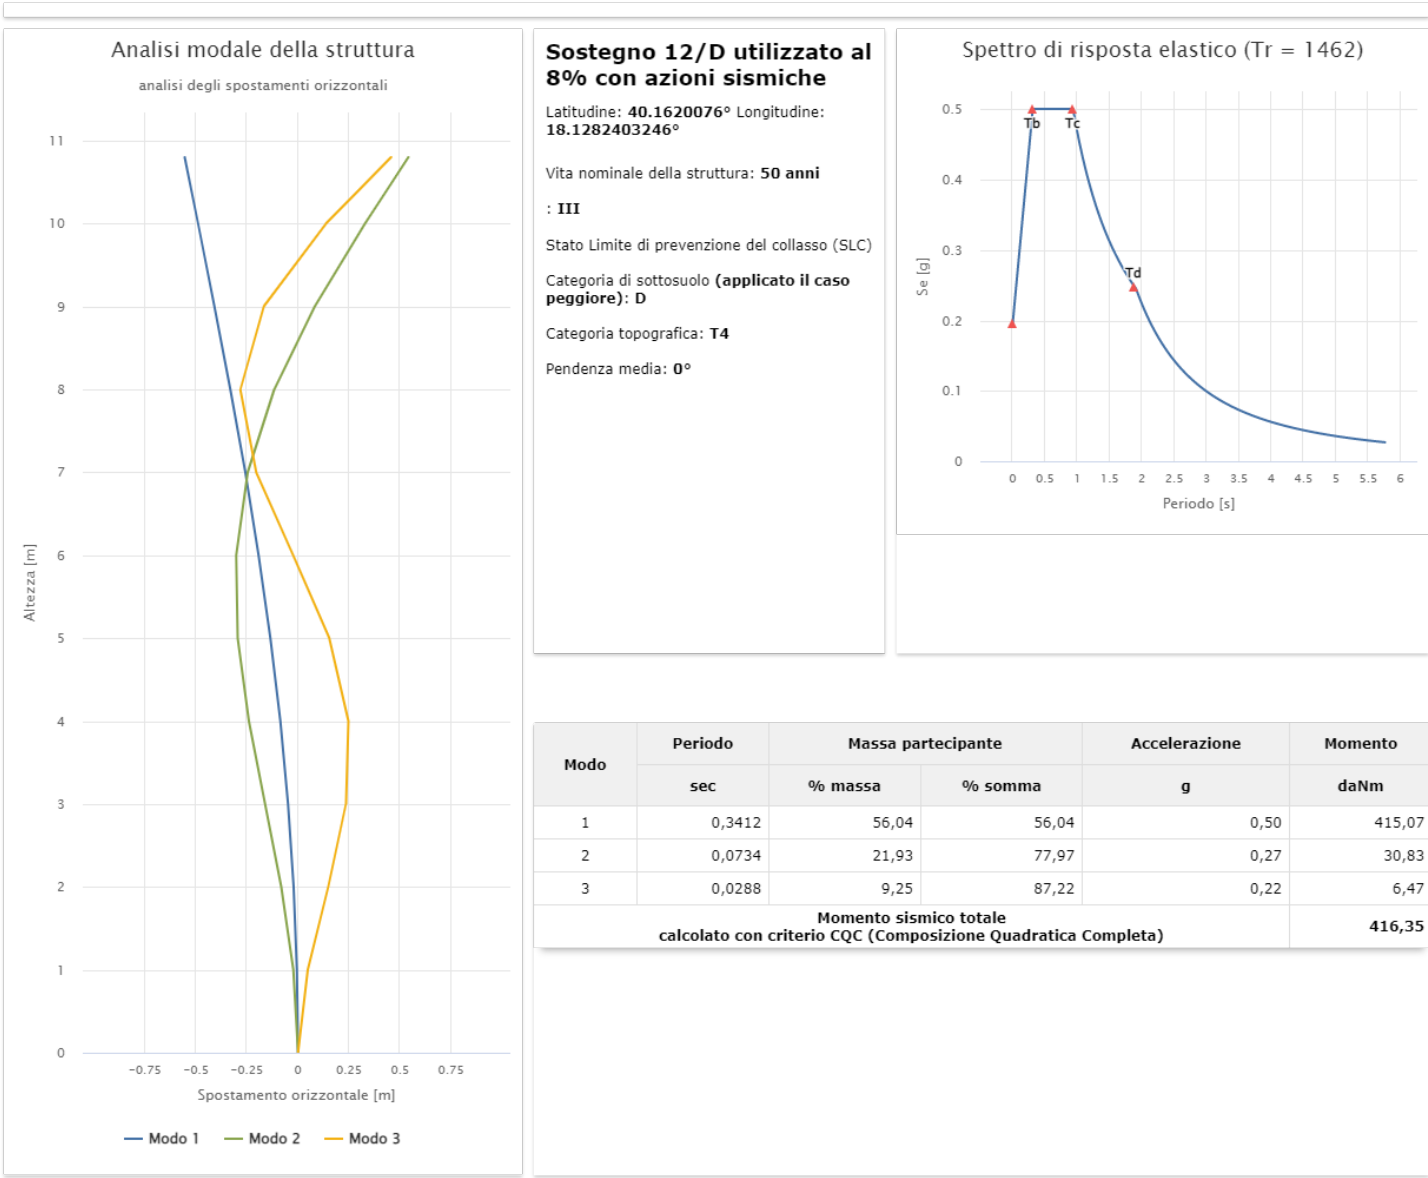 Analisi modale della struttura
analisi degli spostamenti orizzontali
11
10
9
8
7
6
5
4
3
2
1
0
Altezza [m]
−0.75 −0.5 −0.25 0 0.25 0.5 0.75
Spostamento orizzontale [m]
Modo 1 Modo 2 Modo 3
Sostegno 12/D utilizzato al
8% con azioni sismiche
Latitudine: 40.1620076° Longitudine:
18.1282403246°
Vita nominale della struttura: 50 anni
: III
Stato Limite di prevenzione del collasso (SLC)
Categoria di sottosuolo (applicato il caso
peggiore): D
Categoria topografica: T4
Pendenza media: 0°
Spettro di risposta elastico (Tr = 1462)
0.5
0.4
0.3
0.2
0.1
0
Se [g]
Tb Tc
Td
0 0.5 1 1.5 2 2.5 3 3.5 4 4.5 5 5.5 6
Periodo [s]
Modo Periodo Massa partecipante Accelerazione Momento
sec % massa % somma g daNm
1 0,3412 56,04 56,04 0,50 415,07
2 0,0734 21,93 77,97 0,27 30,83
3 0,0288 9,25 87,22 0,22 6,47
Momento sismico totale
calcolato con criterio CQC (Composizione Quadratica Completa) 416,35